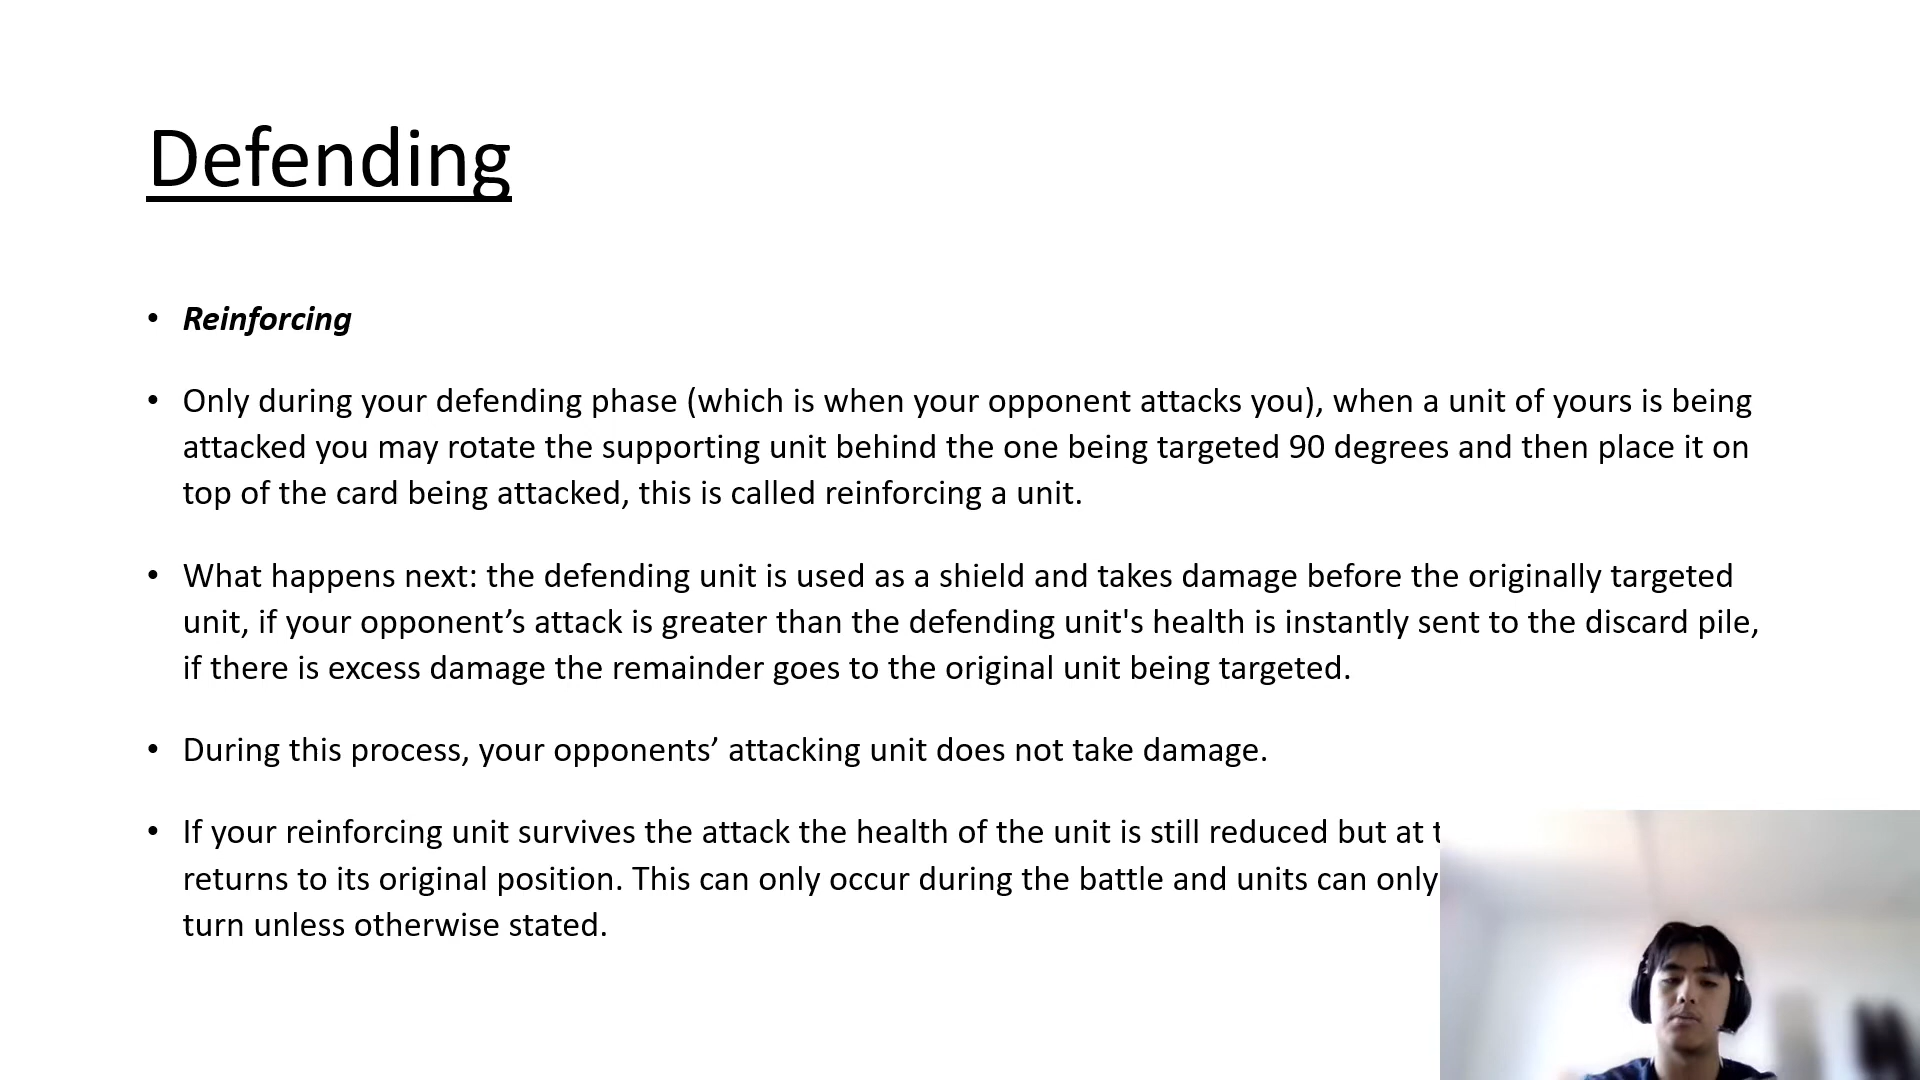 Defending
• Reinforcing
• Only during your defending phase (which is when your opponent attacks you), when a unit of yours is being
attacked you may rotate the supporting unit behind the one being targeted 90 degrees and then place it on
top of the card being attacked, this is called reinforcing a unit.
• What happens next: the defending unit is used as a shield and takes damage before the originally targeted
unit, if your opponent’s attack is greater than the defending unit's health is instantly sent to the discard pile,
if there is excess damage the remainder goes to the original unit being targeted.
• During this process, your opponents’ attacking unit does not take damage.
• If your reinforcing unit survives the attack the health of the unit is still reduced but at
returns to its original position. This can only occur during the battle and units can only
turn unless otherwise stated.